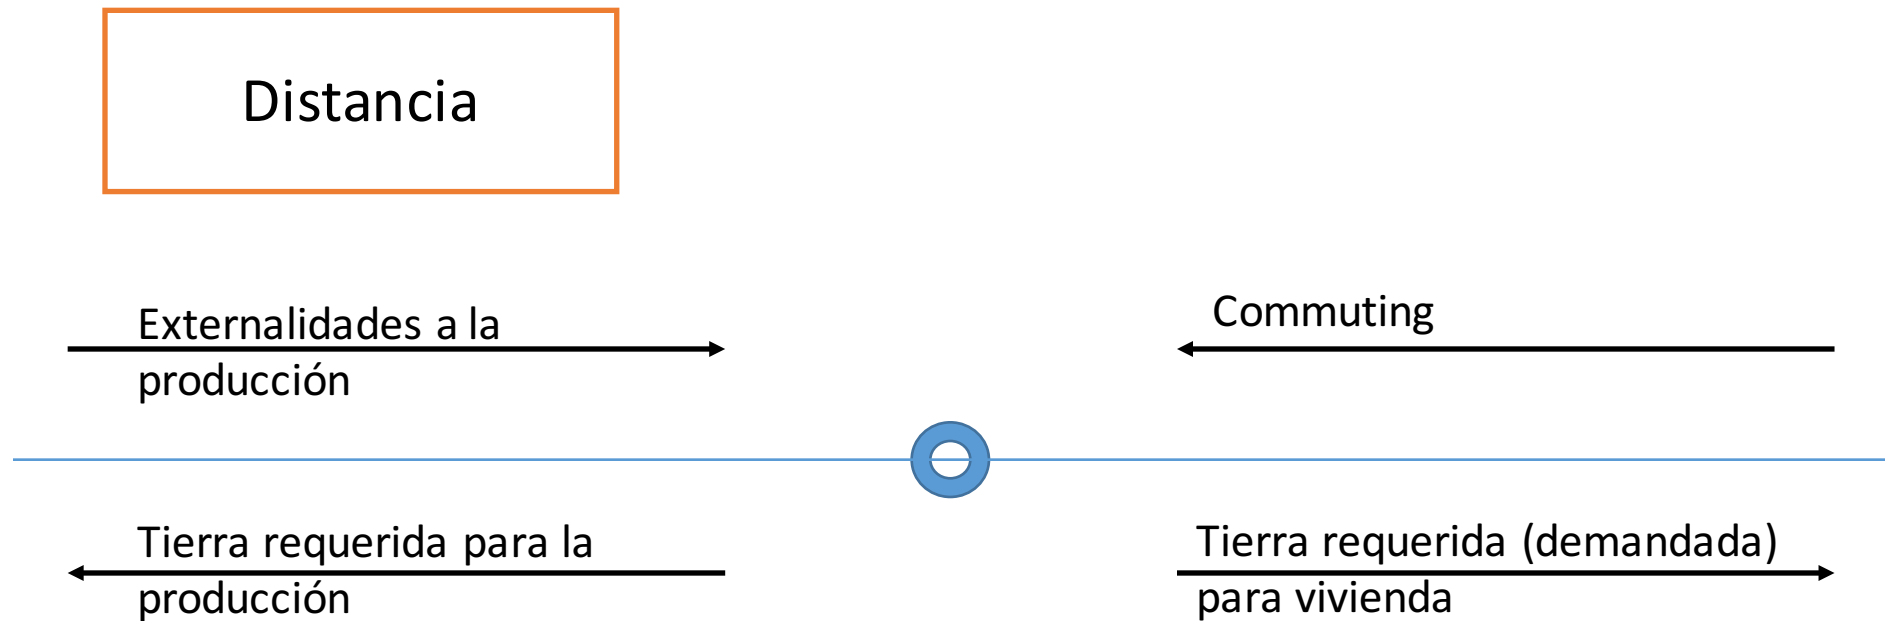 Distancia
Externalidades a la
producción
Commuting
Tierra requerida para la
producción
Tierra requerida (demandada)
para vivienda